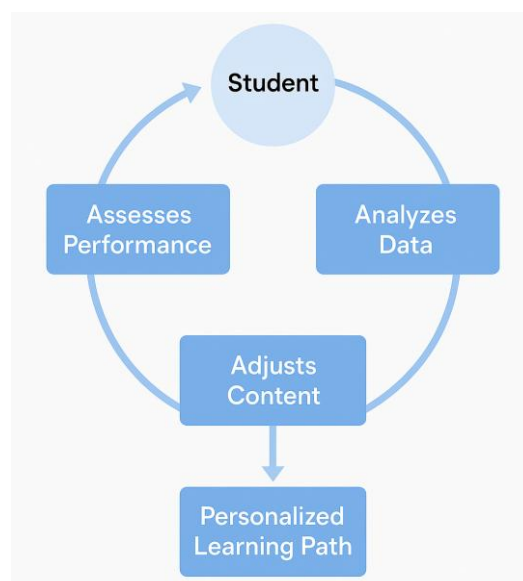 Student
Assesses
Performance
Analyzes
Data
Adjusts
Content
Personalized
Learning Path